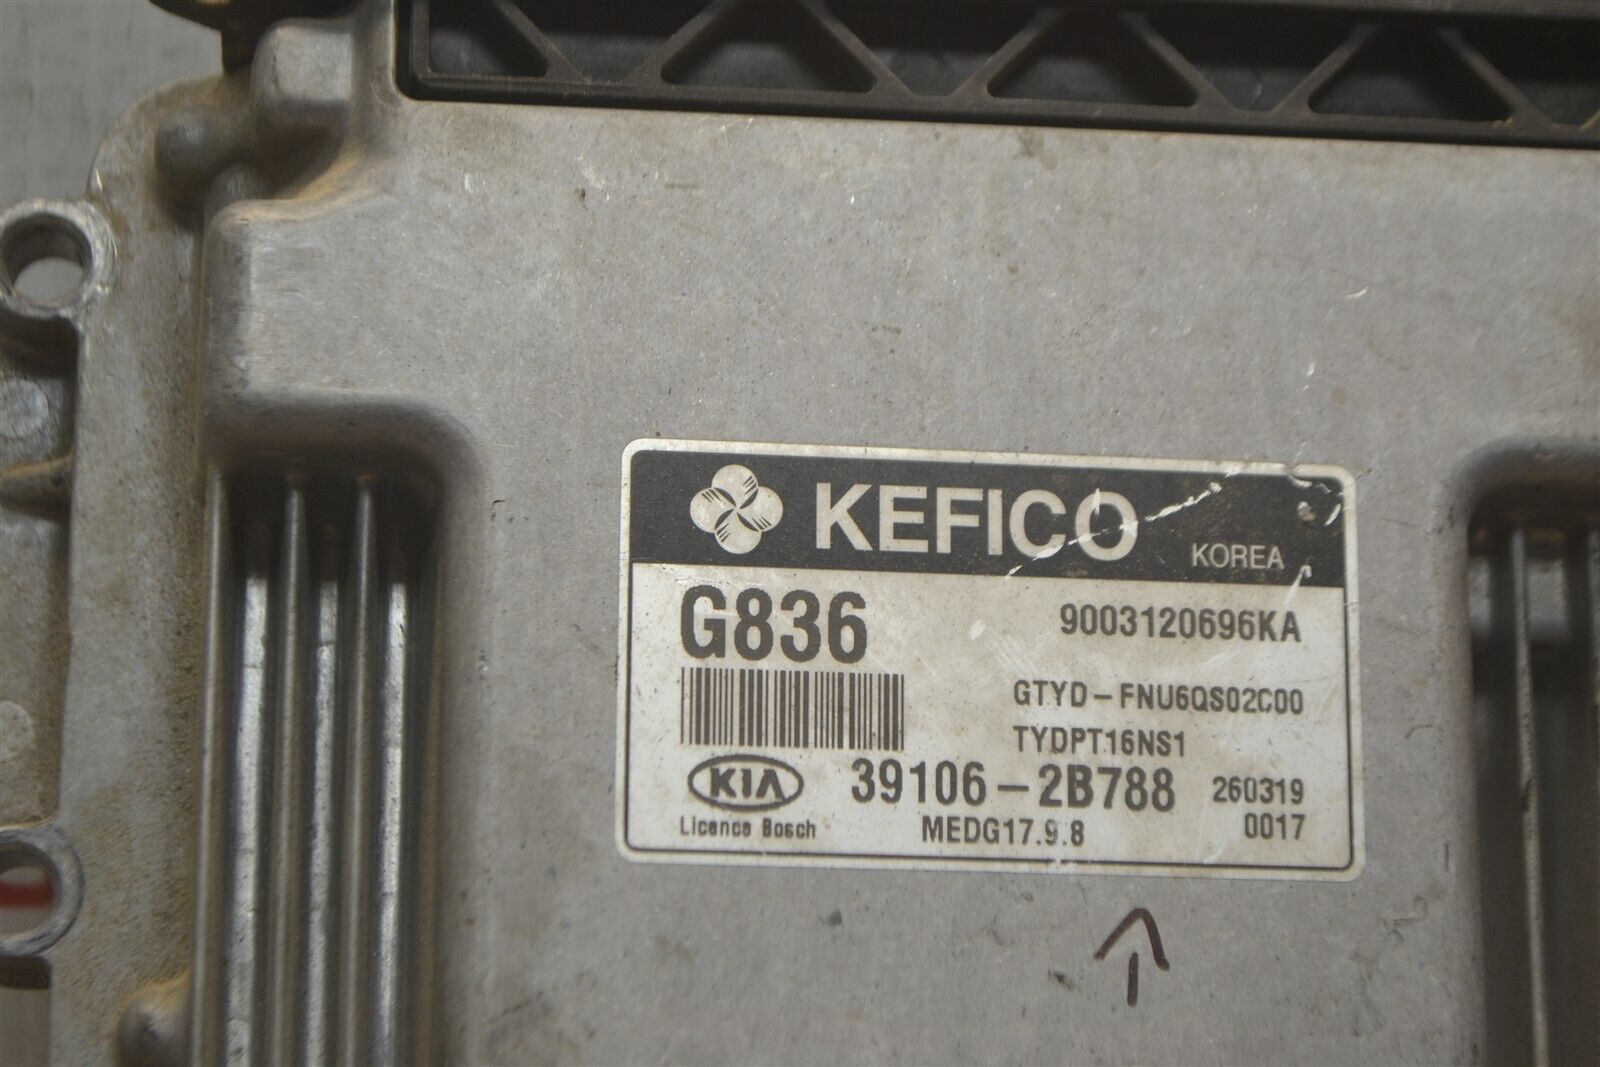 KEFICO KOREA
G836 9003120696KA
GTYD-FNU6QS02C00
TYDPT16NS1
KIA 39106-2B788 260319
Licence Bosch MEDG17.9.8 0017